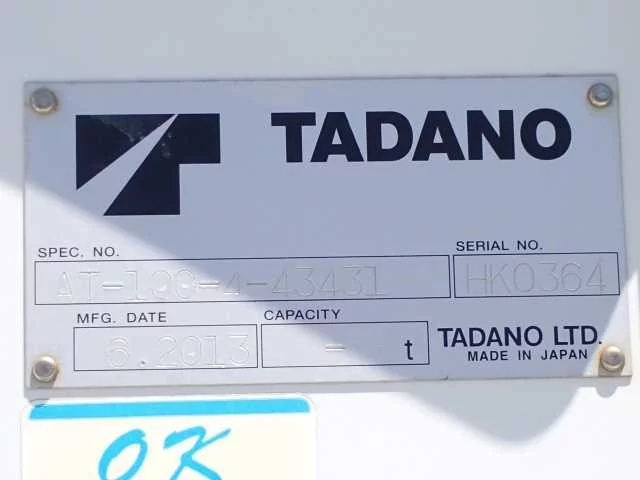 TADANO
SPEC. NO.
SERIAL NO.
AT-100-4-43431
HK0364
MFG. DATE
CAPACITY
6.2013
- t
TADANO LTD.
MADE IN JAPAN
OK